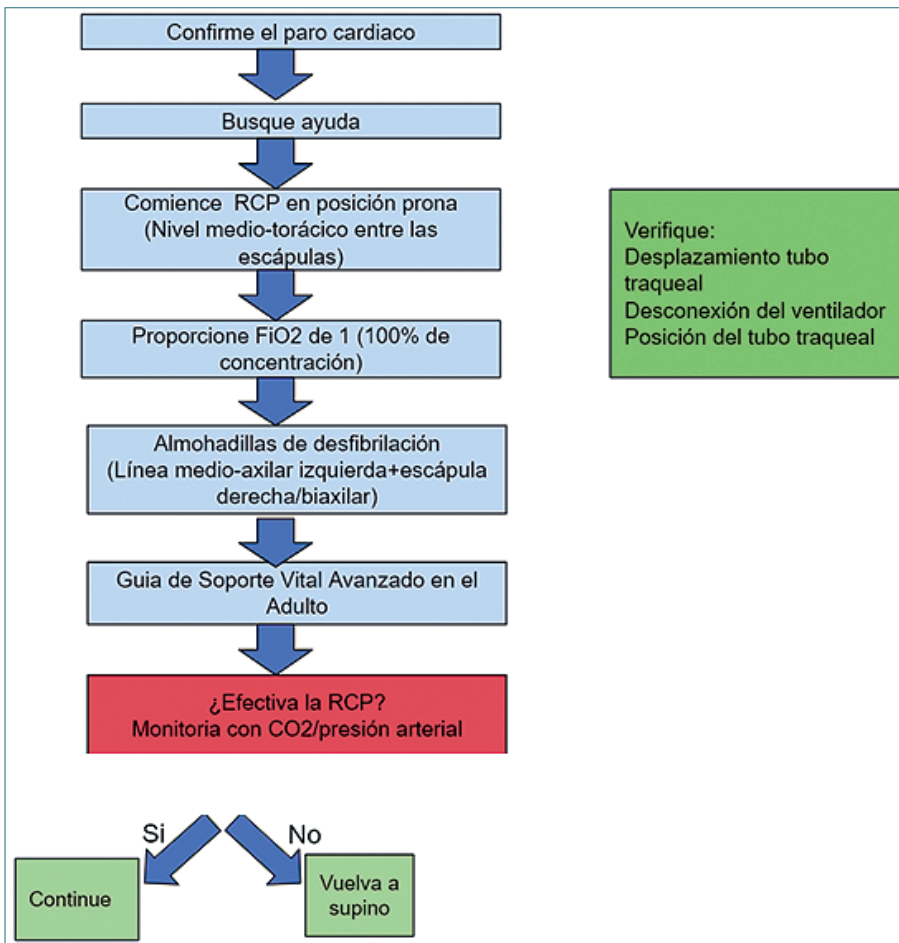 Confirme el paro cardiaco
Busque ayuda
Comience RCP en posición prona
(Nivel medio-torácico entre las
escápulas)
Verifique:
Desplazamiento tubo
traqueal
Desconexión del ventilador
Posición del tubo traqueal
Proporcione FiO2 de 1 (100% de
concentración)
Almohadillas de desfibrilación
(Línea medio-axilar izquierda+escápula
derecha/biaxilar)
Guia de Soporte Vital Avanzado en el
Adulto
¿Efectiva la RCP?
Monitoria con CO2/presión arterial
Si
No
Continue
Vuelva a
supino